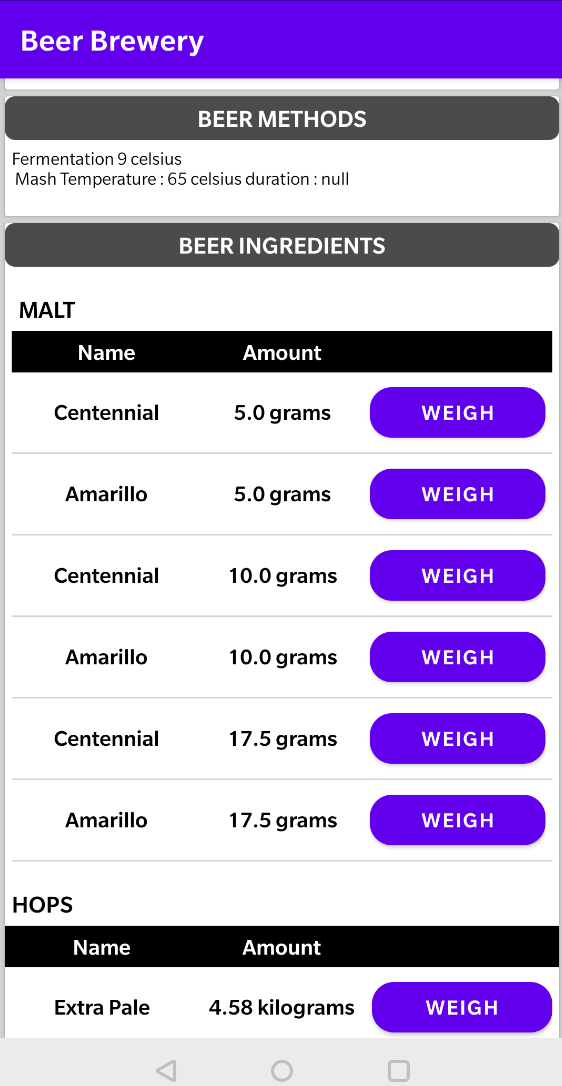 Beer Brewery
BEER METHODS
Fermentation 9 celsius
Mash Temperature : 65 celsius duration : null
BEER INGREDIENTS
MALT
Name Amount
Centennial 5.0 grams WEIGH
Amarillo 5.0 grams WEIGH
Centennial 10.0 grams WEIGH
Amarillo 10.0 grams WEIGH
Centennial 17.5 grams WEIGH
Amarillo 17.5 grams WEIGH
HOPS
Name Amount
Extra Pale 4.58 kilograms WEIGH